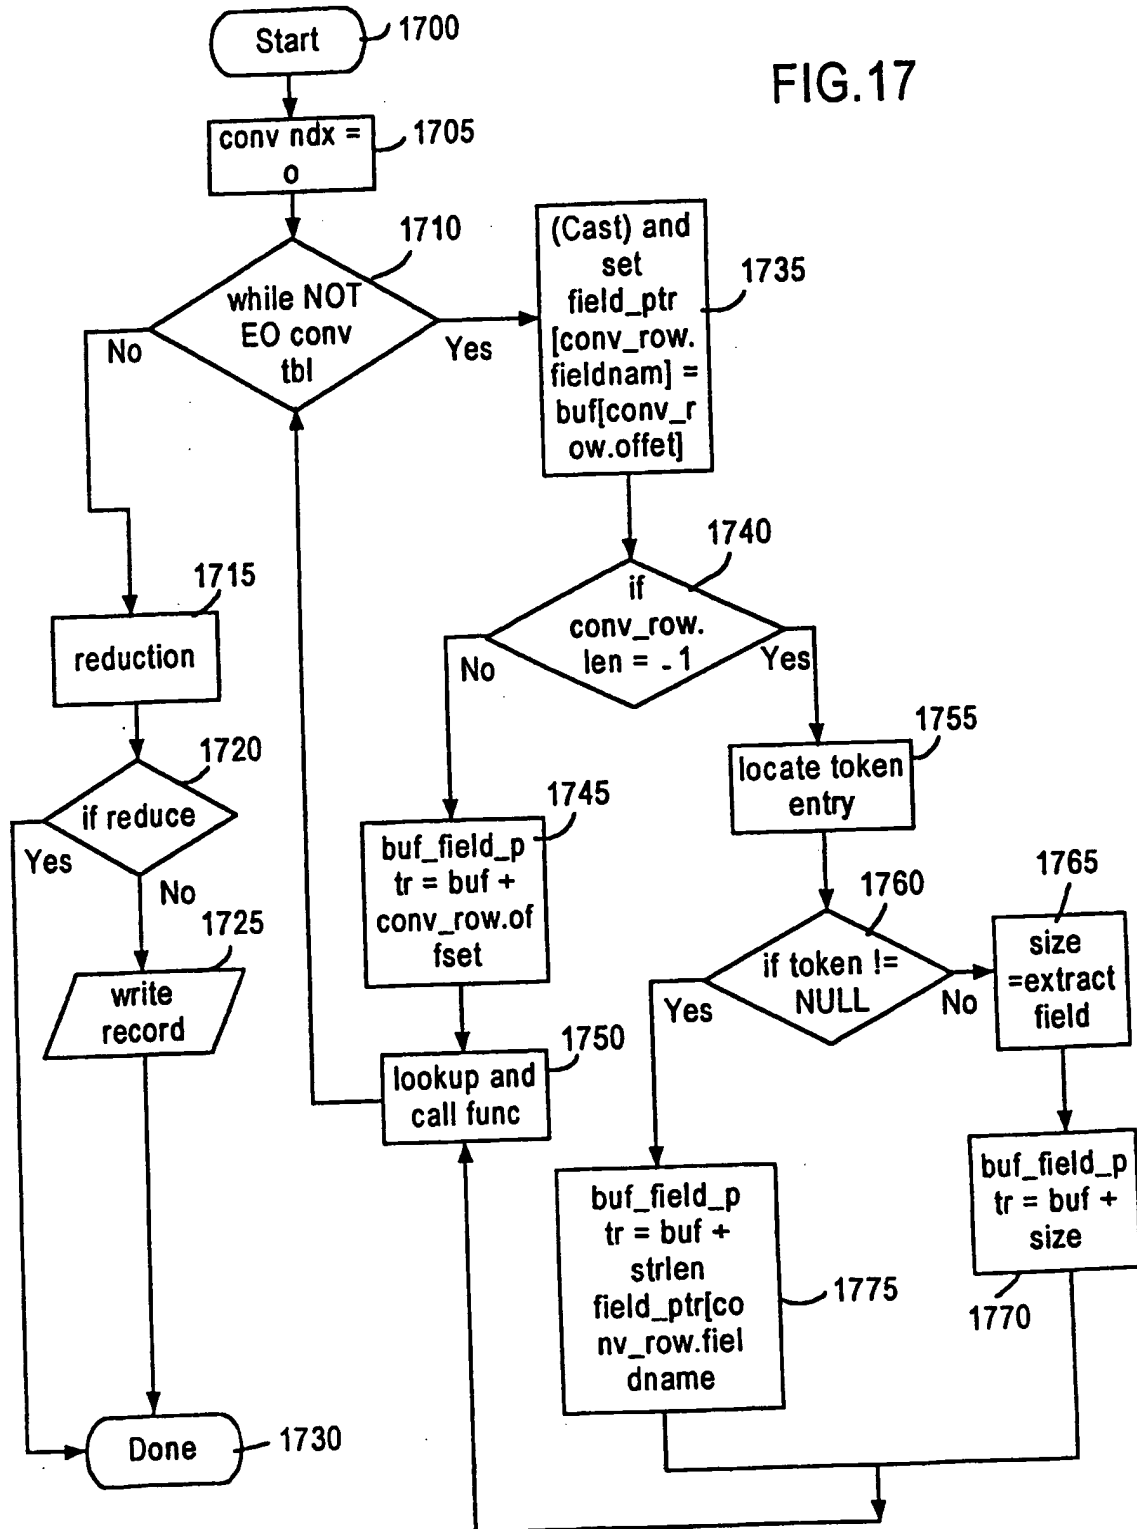 Start
1700
FIG.17
conv ndx =
o
1705
while NOT
EO conv
tbl
1710
No
Yes
(Cast) and
set
field_ptr
[conv_row.
fieldnam] =
buf[conv_r
ow.offet]
1735
if
conv_row.
len = -1
1740
No
Yes
reduction
1715
if reduce
1720
Yes
No
write
record
1725
buf_field_p
tr = buf +
conv_row.of
fset
1745
lookup and
call func
1750
locate token
entry
1755
if token !=
NULL
1760
Yes
No
size
=extract
field
1765
buf_field_p
tr = buf +
size
1770
buf_field_p
tr = buf +
strlen
field_ptr[co
nv_row.fiel
dname
1775
Done
1730